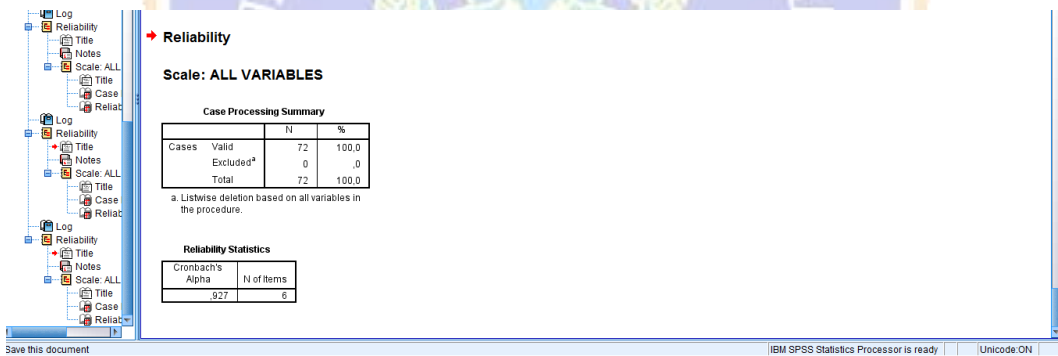 Log
Reliability
Title
Notes
Scale: ALL
Title
Case
Reliab
Log
Reliability
Title
Notes
Scale: ALL
Title
Case
Reliab
Log
Reliability
Title
Notes
Scale: ALL
Title
Case
Reliab
Reliability
Scale: ALL VARIABLES
Case Processing Summary
N %
Cases Valid 72 100,0
Excludedª 0 ,0
Total 72 100,0
a. Listwise deletion based on all variables in
the procedure.
Reliability Statistics
Cronbach's
Alpha N of Items
,927 6
Save this document IBM SPSS Statistics Processor is ready Unicode:ON